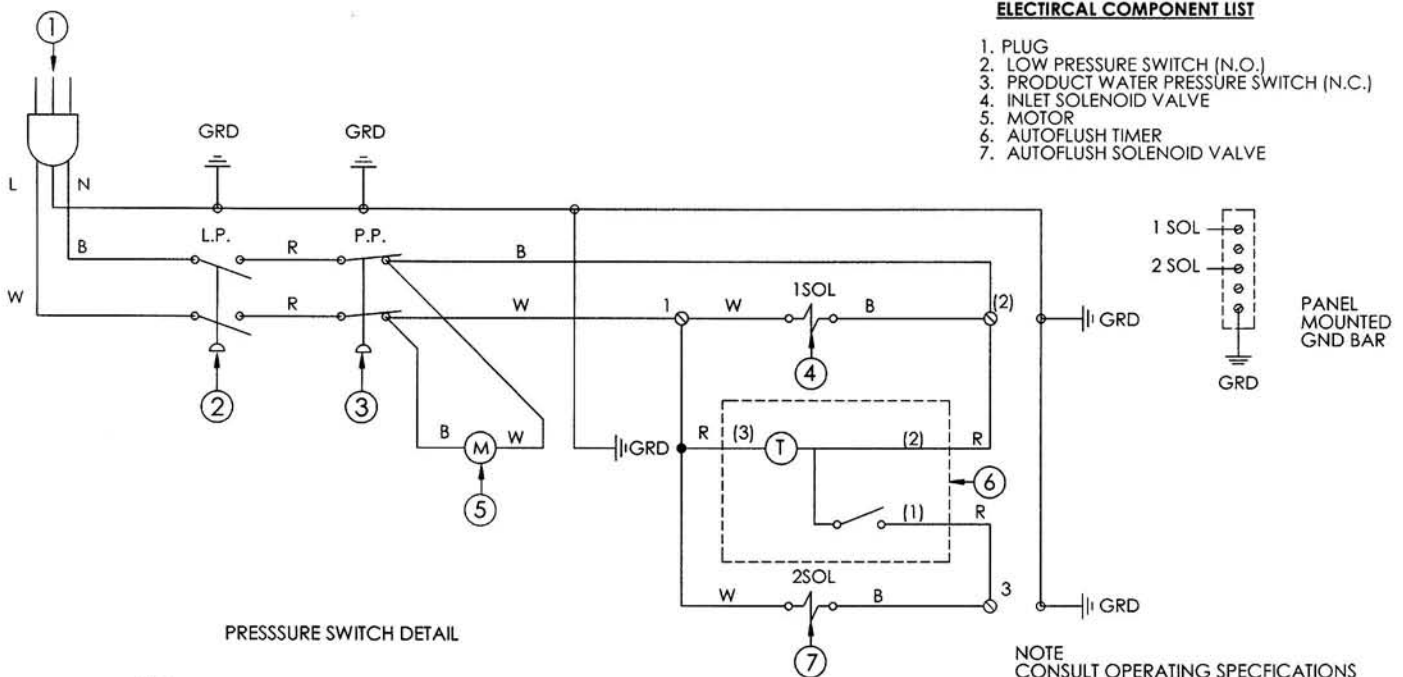 ELECTIRCAL COMPONENT LIST
1. PLUG
2. LOW PRESSURE SWITCH (N.O.)
3. PRODUCT WATER PRESSURE SWITCH (N.C.)
4. INLET SOLENOID VALVE
5. MOTOR
6. AUTOFLUSH TIMER
7. AUTOFLUSH SOLENOID VALVE
1
GRD GRD
L N
B L.P. R P.P. B
W R W 1 W 1SOL B (2)
GRD
2 3 4
1 SOL
2 SOL
PANEL
MOUNTED
GND BAR
GRD
B M W GRD R (3) T (2) R
5 6
(1) R
W 2SOL B 3
GRD
7
PRESSSURE SWITCH DETAIL
NOTE
CONSULT OPERATING SPECFICATIONS